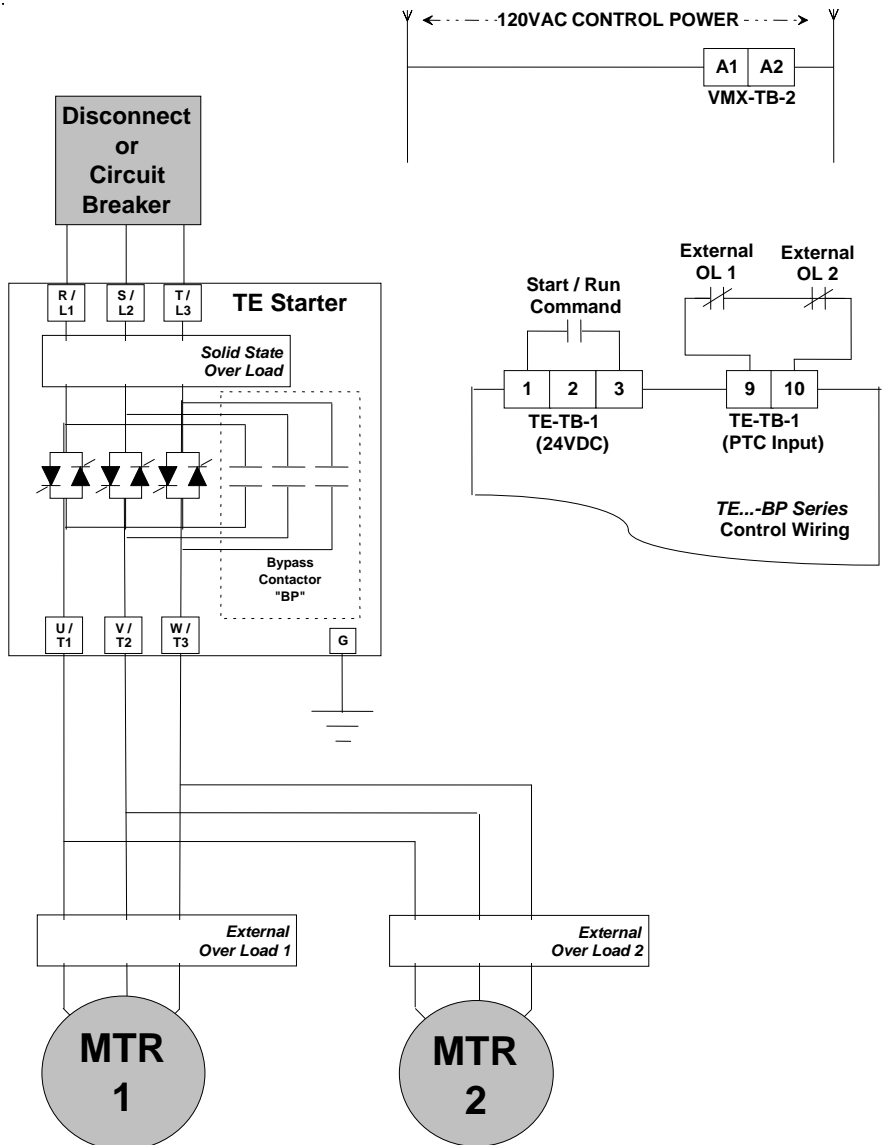 120VAC CONTROL POWER
A1 A2
VMX-TB-2
Disconnect
or
Circuit
Breaker
External
OL 1
External
OL 2
Start / Run
Command
R /
L1
S /
L2
T /
L3
TE Starter
Solid State
Over Load
1 2 3
9 10
TE-TB-1
(24VDC)
TE-TB-1
(PTC Input)
TE...-BP Series
Control Wiring
Bypass
Contactor
"BP"
U /
T1
V /
T2
W /
T3
G
External
Over Load 1
External
Over Load 2
MTR
1
MTR
2